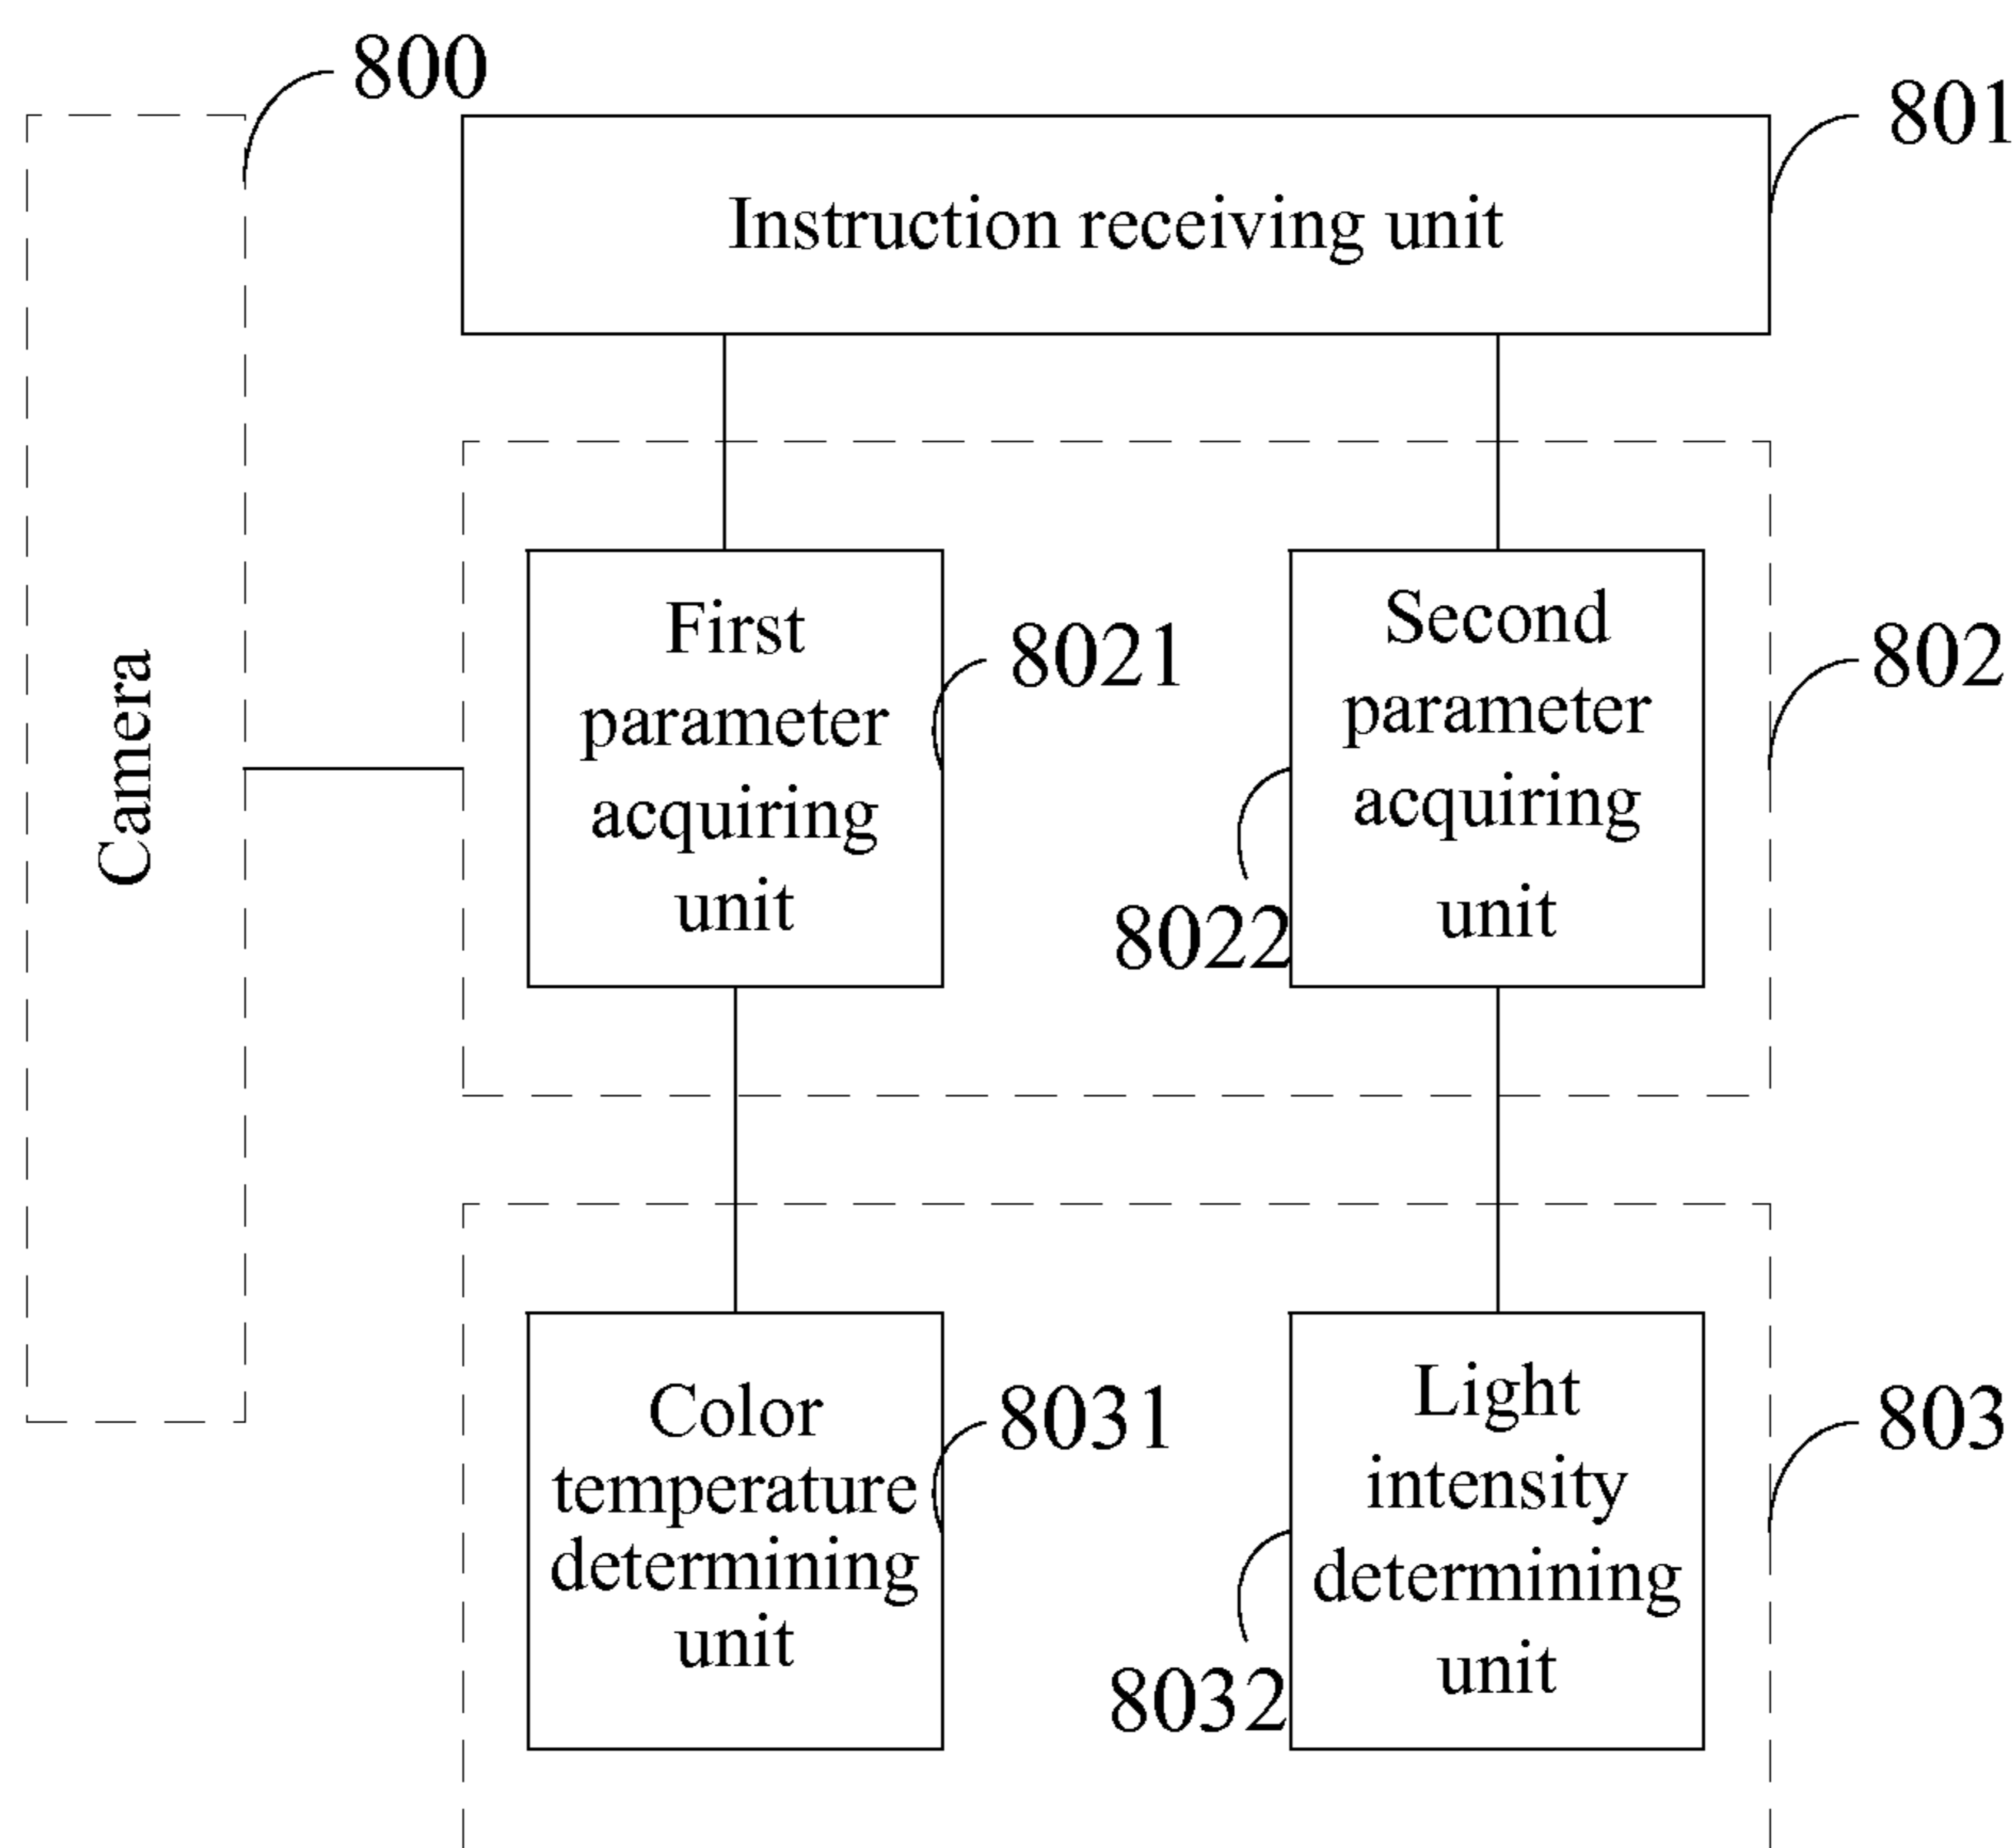 800
801
Instruction receiving unit
Camera
First
parameter
acquiring
unit
8021
Second
parameter
acquiring
unit
8022
802
Color
temperature
determining
unit
8031
Light
intensity
determining
unit
8032
803